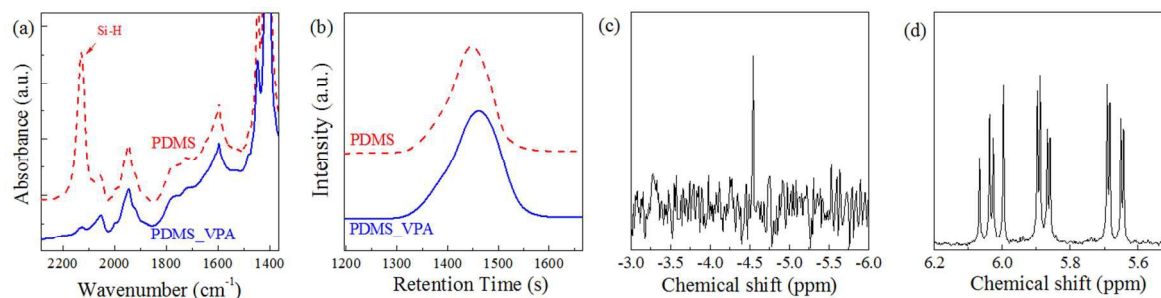 (a)
Si-H
PDMS
PDMS_VPA
Absorbance (a.u.)
2200 2000 1800 1600 1400
Wavenumber (cm⁻¹)
(b)
PDMS
PDMS_VPA
Intensity (a.u.)
1200 1300 1400 1500 1600
Retention Time (s)
(c)
-3.0 -3.5 -4.0 -4.5 -5.0 -5.5 -6.0
Chemical shift (ppm)
(d)
6.2 6.0 5.8 5.6
Chemical shift (ppm)